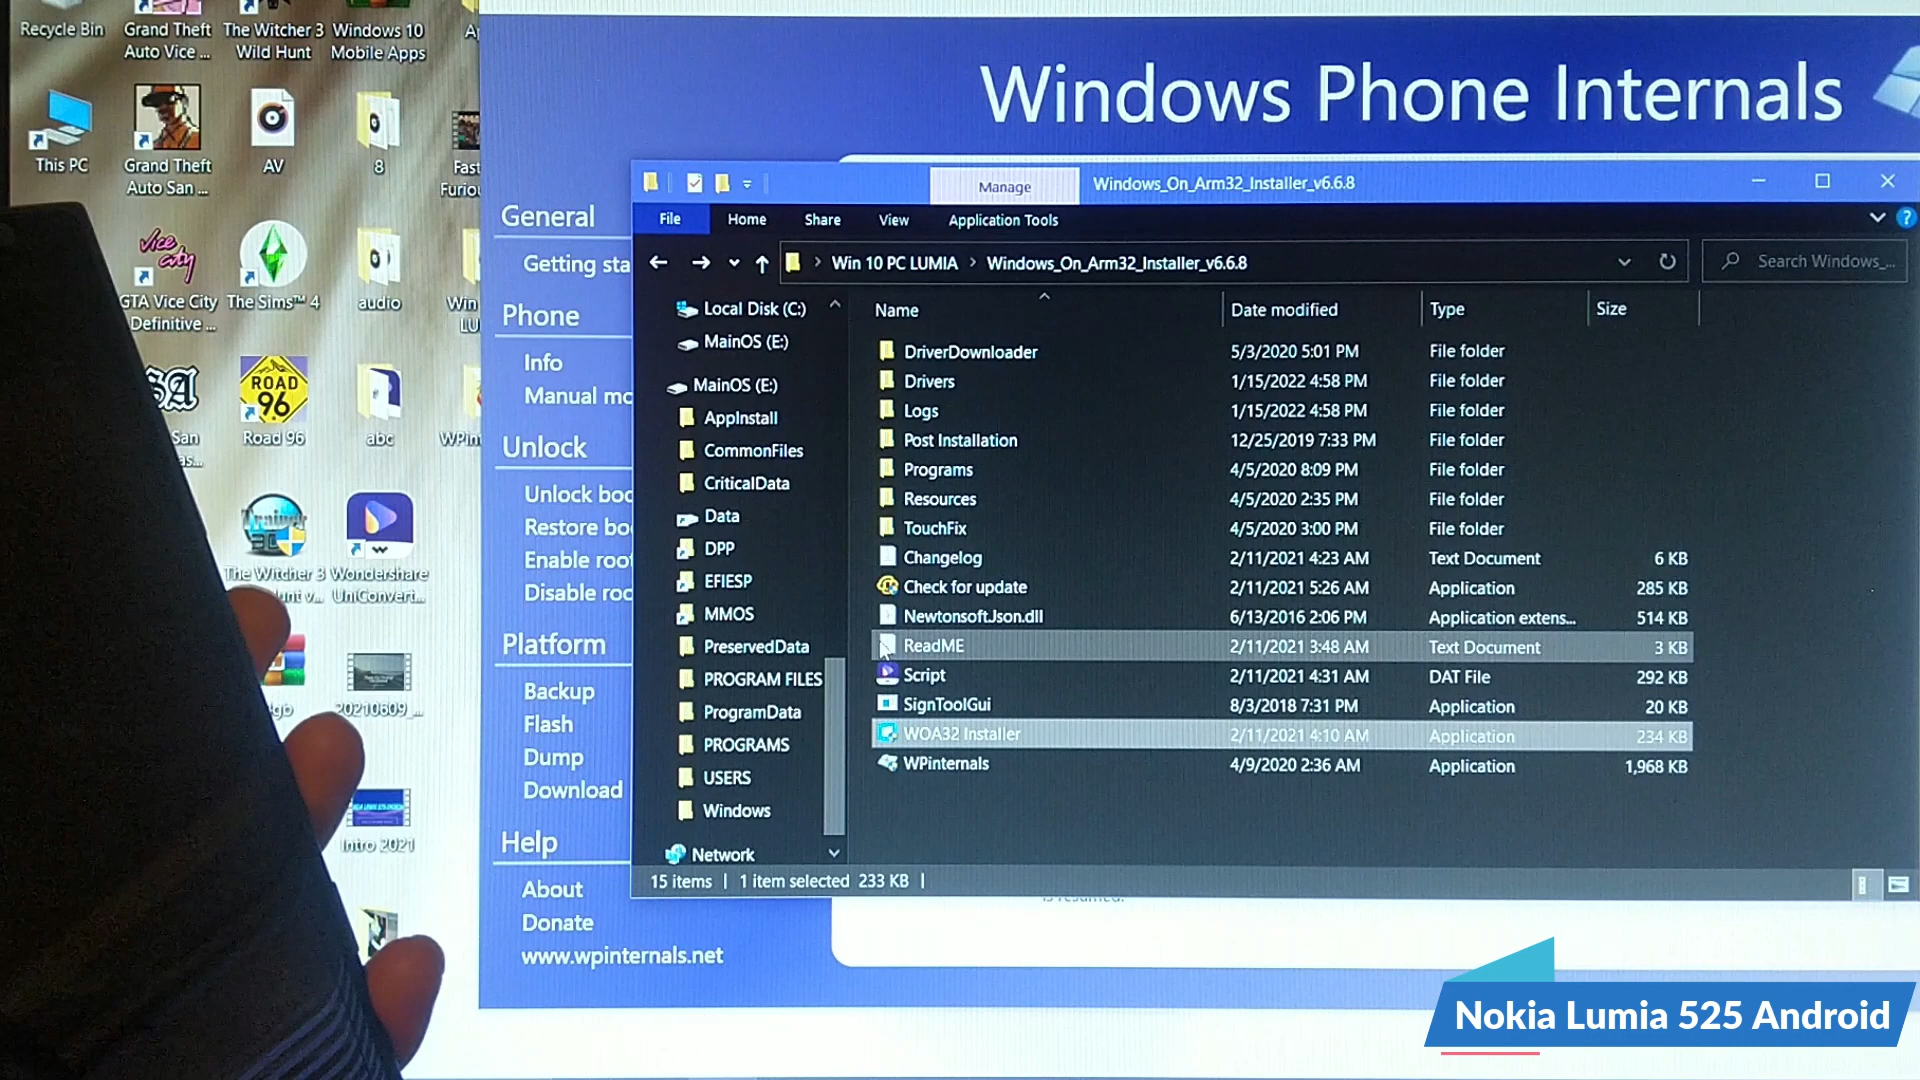 Recycle Bin
Grand Theft
Auto Vice ...
The Witcher 3
Wild Hunt
Windows 10
Mobile Apps
This PC
Grand Theft
Auto San ...
AV
8
Fast
Furiou
GTA Vice City
Definitive ...
The Sims™ 4
audio
Win
LU
San
as...
ROAD
96
Road 96
abc
WPint
The Witcher 3
Hunt v...
Wondershare
UniConvert...
20210609_...
Intro 2021
Windows Phone Internals
General
Getting sta
Phone
Info
Manual mo
Unlock
Unlock boo
Restore bo
Enable roo
Disable roo
Platform
Backup
Flash
Dump
Download
Help
About
Donate
www.wpinternals.net
Manage
Windows_On_Arm32_Installer_v6.6.8
File
Home
Share
View
Application Tools
Win 10 PC LUMIA > Windows_On_Arm32_Installer_v6.6.8
Search Windows_...
Local Disk (C:)
MainOS (E:)
MainOS (E:)
AppInstall
CommonFiles
CriticalData
Data
DPP
EFIESP
MMOS
PreservedData
PROGRAM FILES
ProgramData
PROGRAMS
USERS
Windows
Network
Name Date modified Type Size
DriverDownloader 5/3/2020 5:01 PM File folder
Drivers 1/15/2022 4:58 PM File folder
Logs 1/15/2022 4:58 PM File folder
Post Installation 12/25/2019 7:33 PM File folder
Programs 4/5/2020 8:09 PM File folder
Resources 4/5/2020 2:35 PM File folder
TouchFix 4/5/2020 3:00 PM File folder
Changelog 2/11/2021 4:23 AM Text Document 6 KB
Check for update 2/11/2021 5:26 AM Application 285 KB
Newtonsoft.Json.dll 6/13/2016 2:06 PM Application extens... 514 KB
ReadME 2/11/2021 3:48 AM Text Document 3 KB
Script 2/11/2021 4:31 AM DAT File 292 KB
SignToolGui 8/3/2018 7:31 PM Application 20 KB
WOA32 Installer 2/11/2021 4:10 AM Application 234 KB
WPinternals 4/9/2020 2:36 AM Application 1,968 KB
15 items | 1 item selected 233 KB |
is resumed.
Nokia Lumia 525 Android